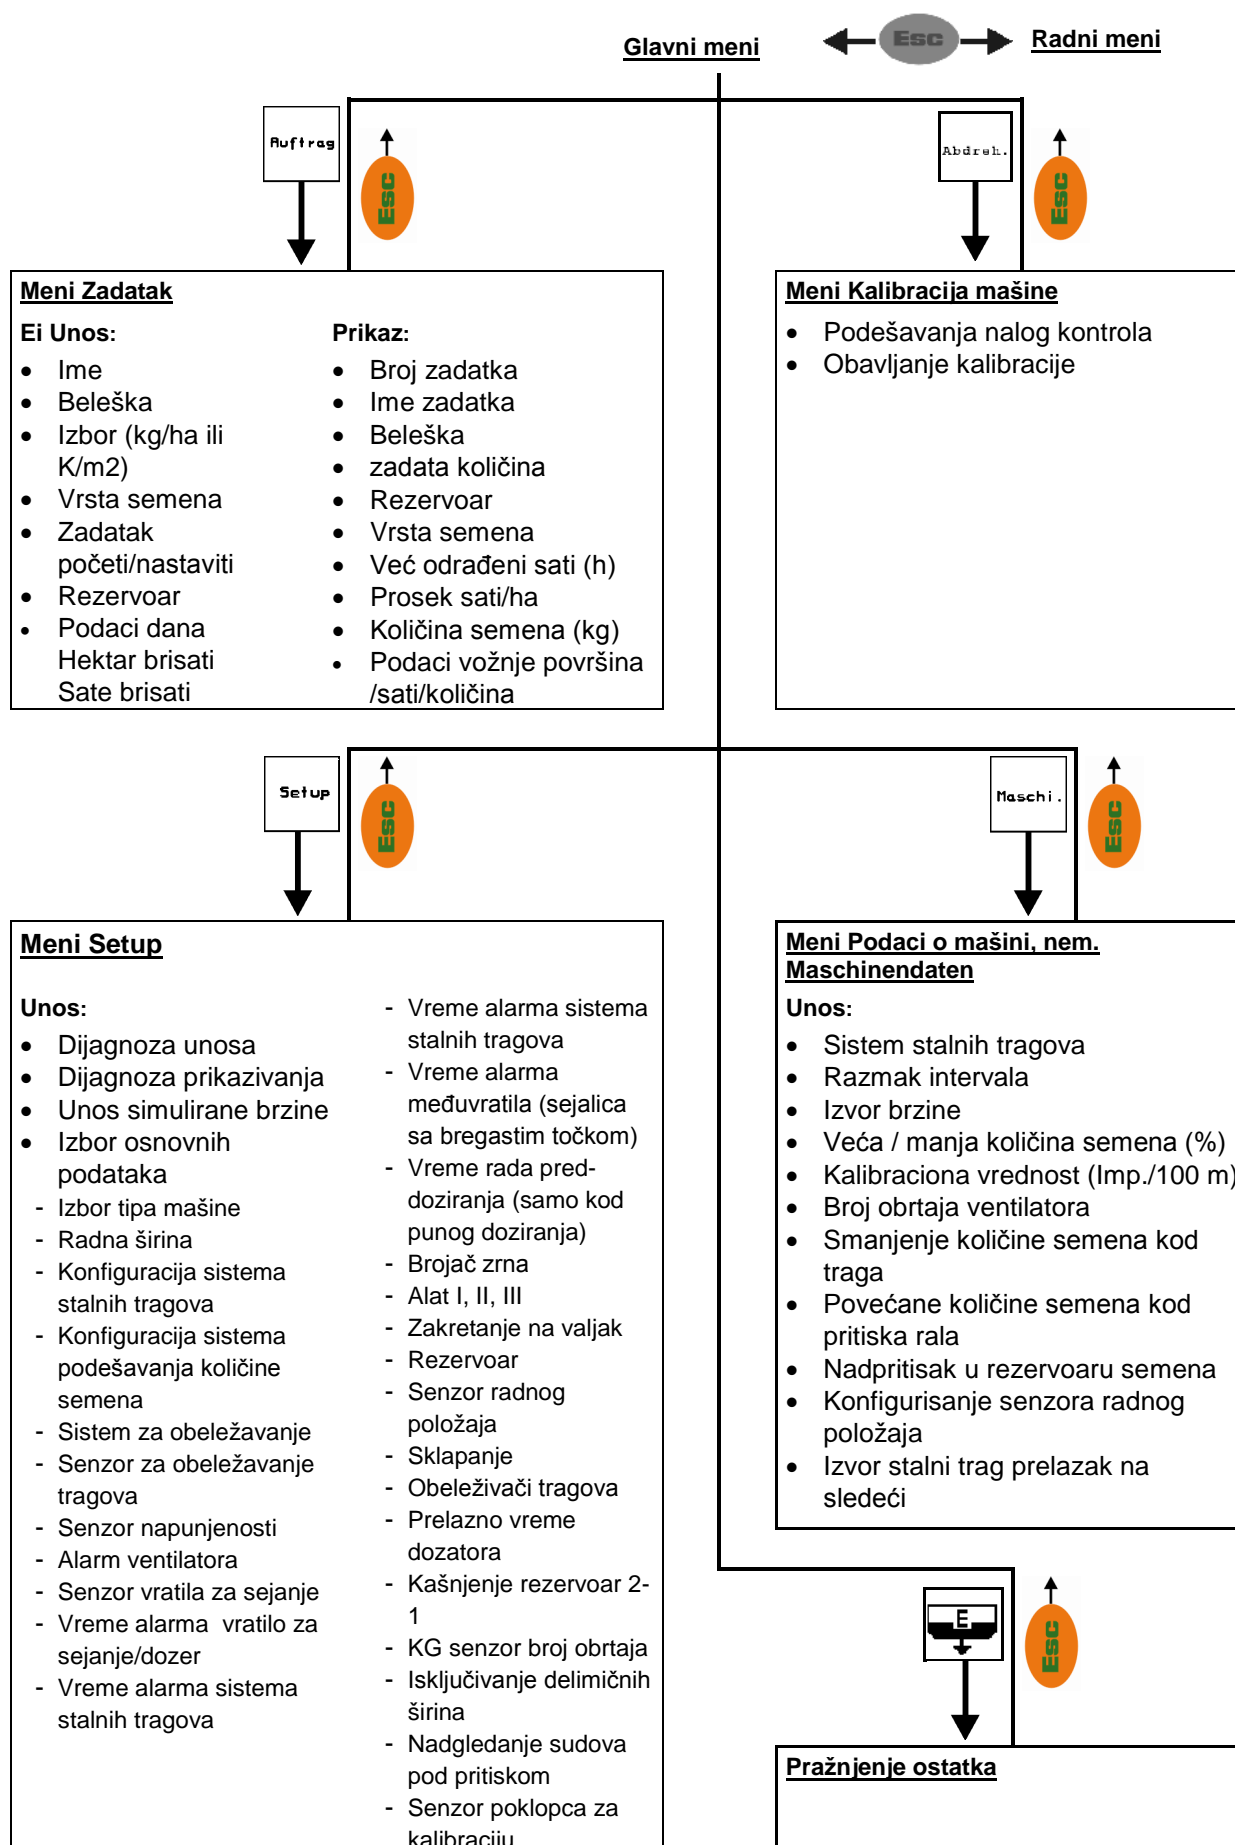 Glavni meni
Esc
Radni meni
Auftrag
Esc
Abdreh.
Esc
Meni Zadatak
Ei Unos:
• Ime
• Beleška
• Izbor (kg/ha ili
K/m2)
• Vrsta semena
• Zadatak
početi/nastaviti
• Rezervoar
• Podaci dana
Hektar brisati
Sate brisati
Prikaz:
• Broj zadatka
• Ime zadatka
• Beleška
• zadata količina
• Rezervoar
• Vrsta semena
• Već odrađeni sati (h)
• Prosek sati/ha
• Količina semena (kg)
• Podaci vožnje površina
/sati/količina
Meni Kalibracija mašine
• Podešavanja nalog kontrola
• Obavljanje kalibracije
Setup
Esc
Maschi.
Esc
Meni Setup
Unos:
• Dijagnoza unosa
• Dijagnoza prikazivanja
• Unos simulirane brzine
• Izbor osnovnih
podataka
- Izbor tipa mašine
- Radna širina
- Konfiguracija sistema
stalnih tragova
- Konfiguracija sistema
podešavanja količine
semena
- Sistem za obeležavanje
- Senzor za obeležavanje
tragova
- Senzor napunjenosti
- Alarm ventilatora
- Senzor vratila za sejanje
- Vreme alarma  vratilo za
sejanje/dozer
- Vreme alarma sistema
stalnih tragova
- Vreme alarma sistema
stalnih tragova
- Vreme alarma
međuvratila (sejalica
sa bregastim točkom)
- Vreme rada pred-
doziranja (samo kod
punog doziranja)
- Brojač zrna
- Alat I, II, III
- Zakretanje na valjak
- Rezervoar
- Senzor radnog
položaja
- Sklapanje
- Obeleživači tragova
- Prelazno vreme
dozatora
- Kašnjenje rezervoar 2-
1
- KG senzor broj obrtaja
- Isključivanje delimičnih
širina
- Nadgledanje sudova
pod pritiskom
- Senzor poklopca za
kalibraciju
Meni Podaci o mašini, nem.
Maschinendaten
Unos:
• Sistem stalnih tragova
• Razmak intervala
• Izvor brzine
• Veća / manja količina semena (%)
• Kalibraciona vrednost (Imp./100 m)
• Broj obrtaja ventilatora
• Smanjenje količine semena kod
traga
• Povećane količine semena kod
pritiska rala
• Nadpritisak u rezervoaru semena
• Konfigurisanje senzora radnog
položaja
• Izvor stalni trag prelazak na
sledeći
E
Esc
Pražnjenje ostatka